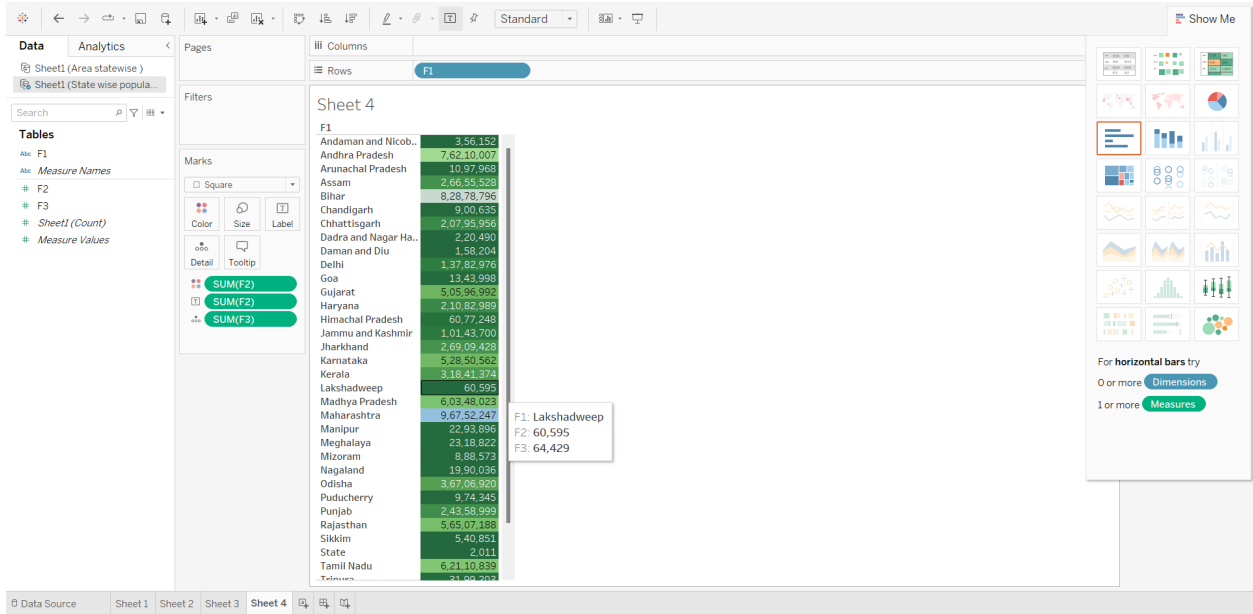 Standard
Show Me
Data
Analytics
Pages
iii Columns
Rows
F1
Sheet1 (Area statewise )
Sheet1 (State wise popula...
Search
Tables
Abc F1
Abc Measure Names
# F2
# F3
# Sheet1 (Count)
# Measure Values
Filters
Marks
Square
Color
Size
Label
Detail
Tooltip
SUM(F2)
SUM(F2)
SUM(F3)
Sheet 4
F1
Andaman and Nicob.. 3,56,152
Andhra Pradesh 7,62,10,007
Arunachal Pradesh 10,97,968
Assam 2,66,55,528
Bihar 8,28,78,796
Chandigarh 9,00,635
Chhattisgarh 2,07,95,956
Dadra and Nagar Ha.. 2,20,490
Daman and Diu 1,58,204
Delhi 1,37,82,976
Goa 13,43,998
Gujarat 5,05,96,992
Haryana 2,10,82,989
Himachal Pradesh 60,77,248
Jammu and Kashmir 1,01,43,700
Jharkhand 2,69,09,428
Karnataka 5,28,50,562
Kerala 3,18,41,374
Lakshadweep 60,595
Madhya Pradesh 6,03,48,023
Maharashtra 9,67,52,247
Manipur 22,93,896
Meghalaya 23,18,822
Mizoram 8,88,573
Nagaland 19,90,036
Odisha 3,67,06,920
Puducherry 9,74,345
Punjab 2,43,58,999
Rajasthan 5,65,07,188
Sikkim 5,40,851
State 2,011
Tamil Nadu 6,21,10,839
Tripura 31,99,203
F1: Lakshadweep
F2: 60,595
F3: 64,429
For horizontal bars try
0 or more Dimensions
1 or more Measures
Data Source
Sheet 1
Sheet 2
Sheet 3
Sheet 4